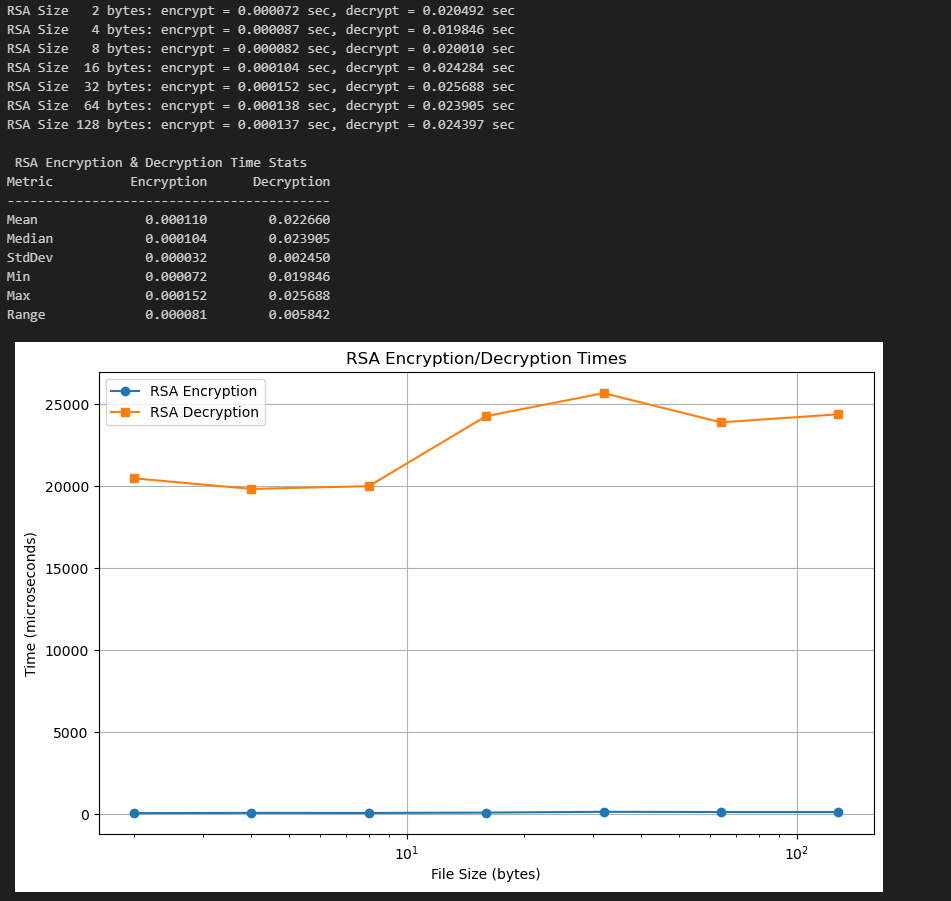 RSA Size   2 bytes: encrypt = 0.000072 sec, decrypt = 0.020492 sec
RSA Size   4 bytes: encrypt = 0.000087 sec, decrypt = 0.019846 sec
RSA Size   8 bytes: encrypt = 0.000082 sec, decrypt = 0.020010 sec
RSA Size  16 bytes: encrypt = 0.000104 sec, decrypt = 0.024284 sec
RSA Size  32 bytes: encrypt = 0.000152 sec, decrypt = 0.025688 sec
RSA Size  64 bytes: encrypt = 0.000138 sec, decrypt = 0.023905 sec
RSA Size 128 bytes: encrypt = 0.000137 sec, decrypt = 0.024397 sec
RSA Encryption & Decryption Time Stats
Metric          Encryption      Decryption
------------------------------------------
Mean              0.000110        0.022660
Median            0.000104        0.023905
StdDev            0.000032        0.002450
Min               0.000072        0.019846
Max               0.000152        0.025688
Range             0.000081        0.005842
RSA Encryption/Decryption Times
RSA Encryption
RSA Decryption
25000
20000
15000
10000
5000
0
Time (microseconds)
10¹ 10²
File Size (bytes)